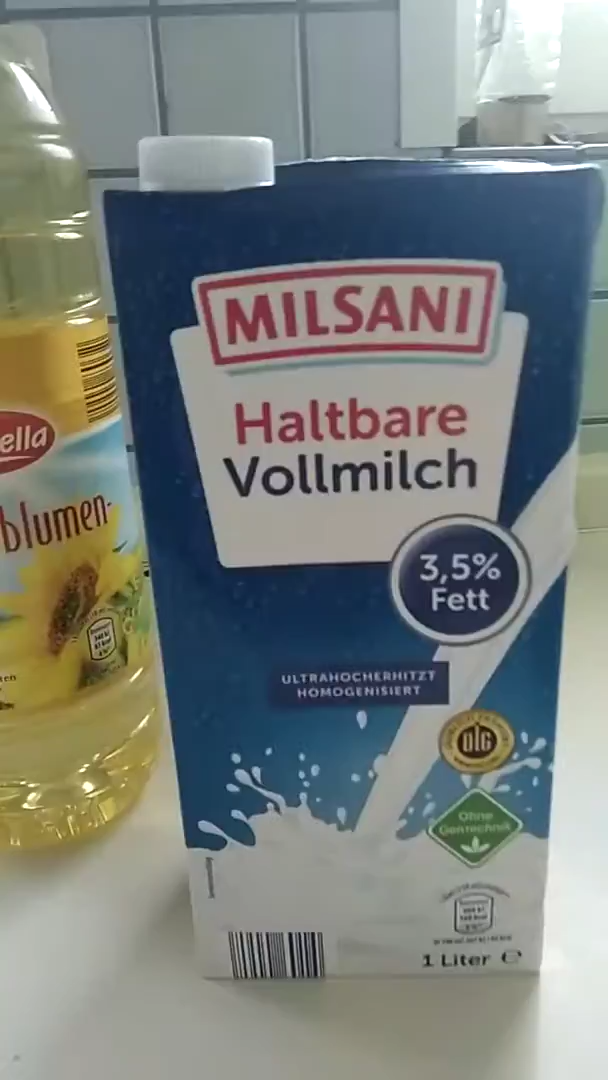 MILSANI
Haltbare
Vollmilch
3,5%
Fett
ULTRAHOCHERHITZT
HOMOGENISIERT
DLG
Ohne
Gentechnik
1 Liter ℮
ella
blumen-